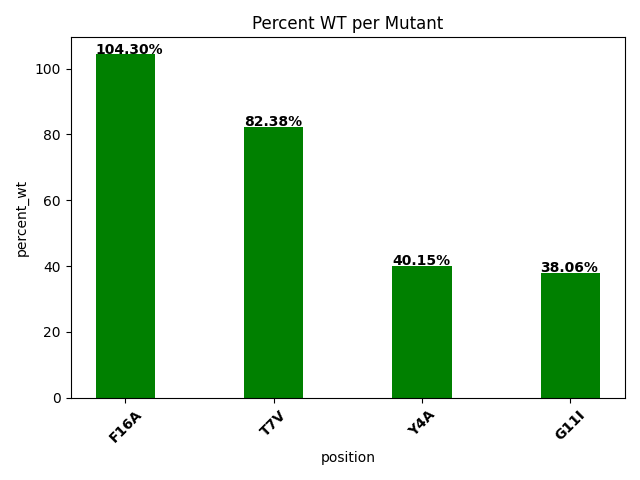 Percent WT per Mutant
104.30%
82.38%
40.15%
38.06%
percent_wt
100
80
60
40
20
0
F16A
T7V
Y4A
G11I
position